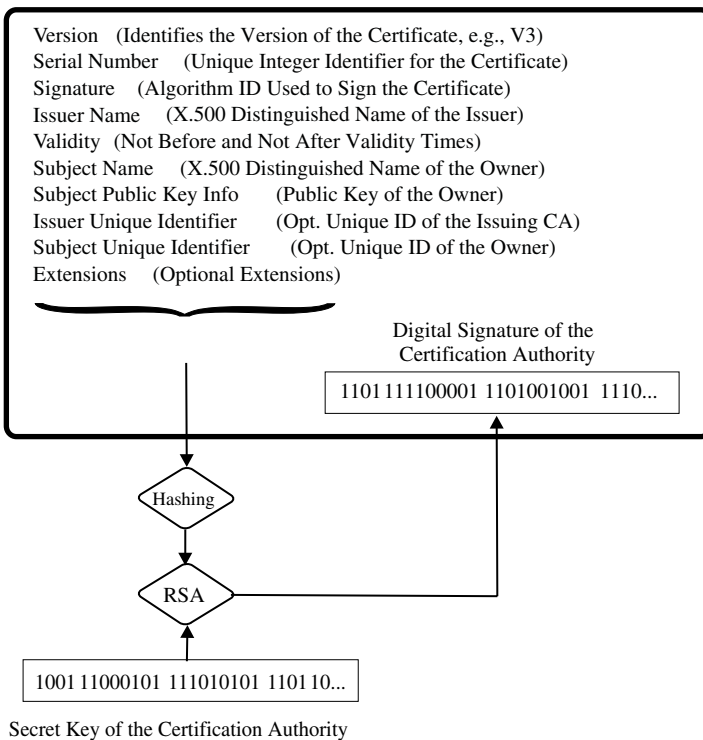 Version (Identifies the Version of the Certificate, e.g., V3)
Serial Number (Unique Integer Identifier for the Certificate)
Signature (Algorithm ID Used to Sign the Certificate)
Issuer Name (X.500 Distinguished Name of the Issuer)
Validity (Not Before and Not After Validity Times)
Subject Name (X.500 Distinguished Name of the Owner)
Subject Public Key Info (Public Key of the Owner)
Issuer Unique Identifier (Opt. Unique ID of the Issuing CA)
Subject Unique Identifier (Opt. Unique ID of the Owner)
Extensions (Optional Extensions)
Digital Signature of the
Certification Authority
1101 111100001 1101001001 1110...
Hashing
RSA
1001 11000101 111010101 1101 10...
Secret Key of the Certification Authority